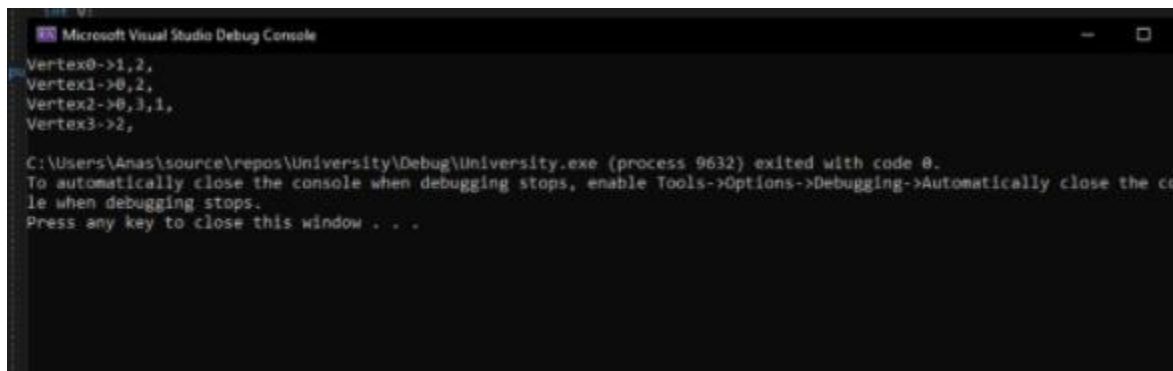 int V;
Microsoft Visual Studio Debug Console
Vertex0->1,2,
Vertex1->0,2,
Vertex2->0,3,1,
Vertex3->2,
C:\Users\Anas\source\repos\University\Debug\University.exe (process 9632) exited with code 0.
To automatically close the console when debugging stops, enable Tools->Options->Debugging->Automatically close the co
le when debugging stops.
Press any key to close this window . . .